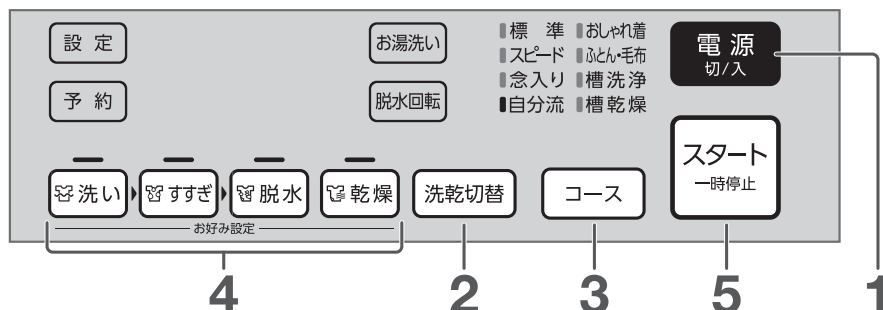 設定
お湯洗い
標準
おしゃれ着
電源
切/入
スピード
ふとん・毛布
念入り
槽洗浄
予約
脱水回転
自分流
槽乾燥
スタート
一時停止
洗い
すすぎ
脱水
乾燥
洗乾切替
コース
お好み設定
4
2
3
5
1